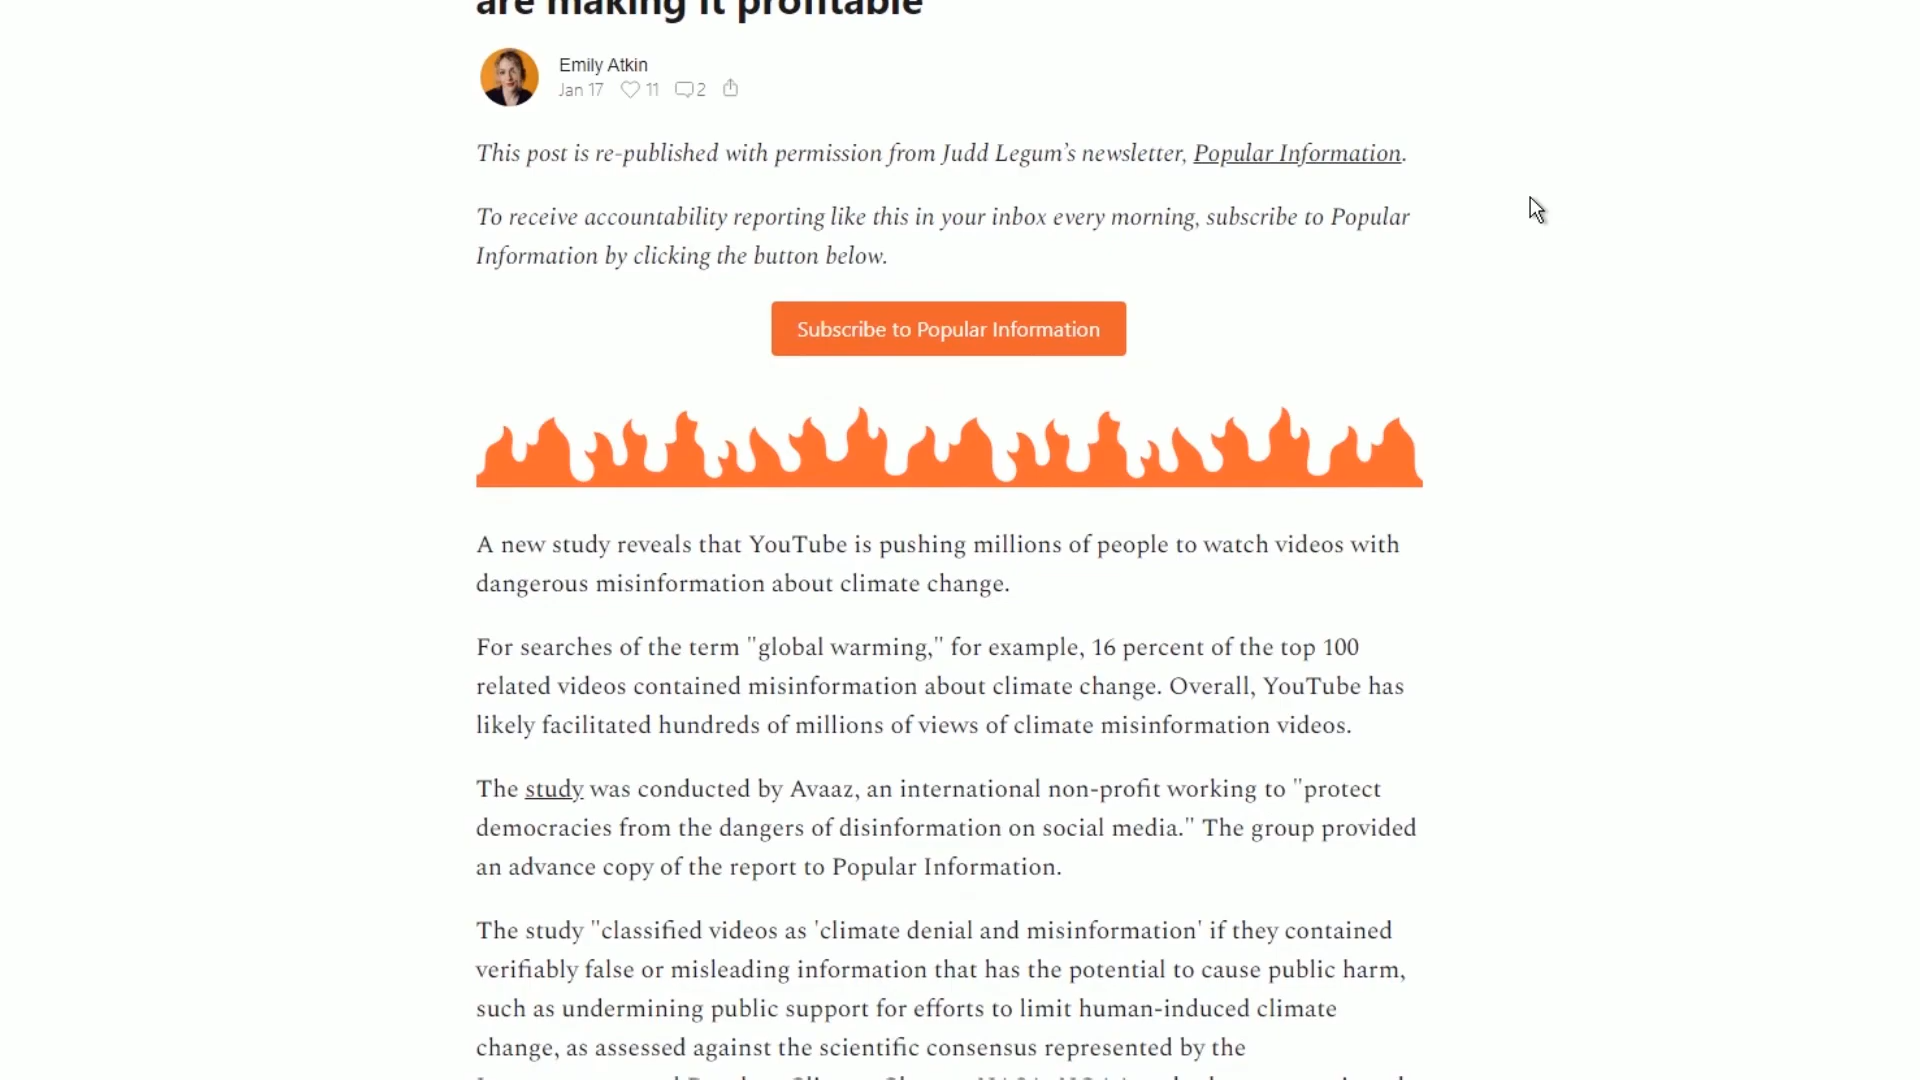 are making it profitable
Emily Atkin
Jan 17 11 2
This post is re-published with permission from Judd Legum’s newsletter, Popular Information.
To receive accountability reporting like this in your inbox every morning, subscribe to Popular
Information by clicking the button below.
Subscribe to Popular Information
A new study reveals that YouTube is pushing millions of people to watch videos with
dangerous misinformation about climate change.
For searches of the term "global warming," for example, 16 percent of the top 100
related videos contained misinformation about climate change. Overall, YouTube has
likely facilitated hundreds of millions of views of climate misinformation videos.
The study was conducted by Avaaz, an international non-profit working to "protect
democracies from the dangers of disinformation on social media." The group provided
an advance copy of the report to Popular Information.
The study "classified videos as 'climate denial and misinformation' if they contained
verifiably false or misleading information that has the potential to cause public harm,
such as undermining public support for efforts to limit human-induced climate
change, as assessed against the scientific consensus represented by the